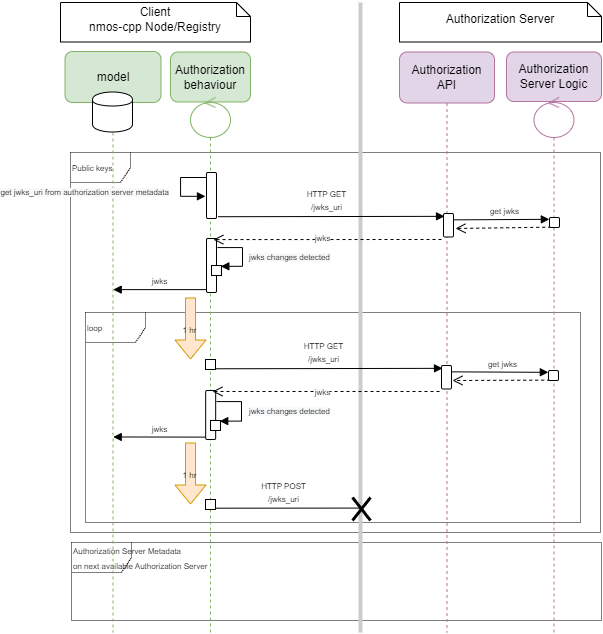 Client
nmos-cpp Node/Registry
Authorization Server
model
Authorization
behaviour
Authorization
API
Authorization
Server Logic
Public keys
get jwks_uri from authorization server metadata
HTTP GET
/jwks_uri
get jwks
jwks
jwks changes detected
jwks
1 hr
loop
HTTP GET
/jwks_uri
get jwks
jwks
jwks changes detected
jwks
1 hr
HTTP POST
/jwks_uri
Authorization Server Metadata
on next available Authorization Server